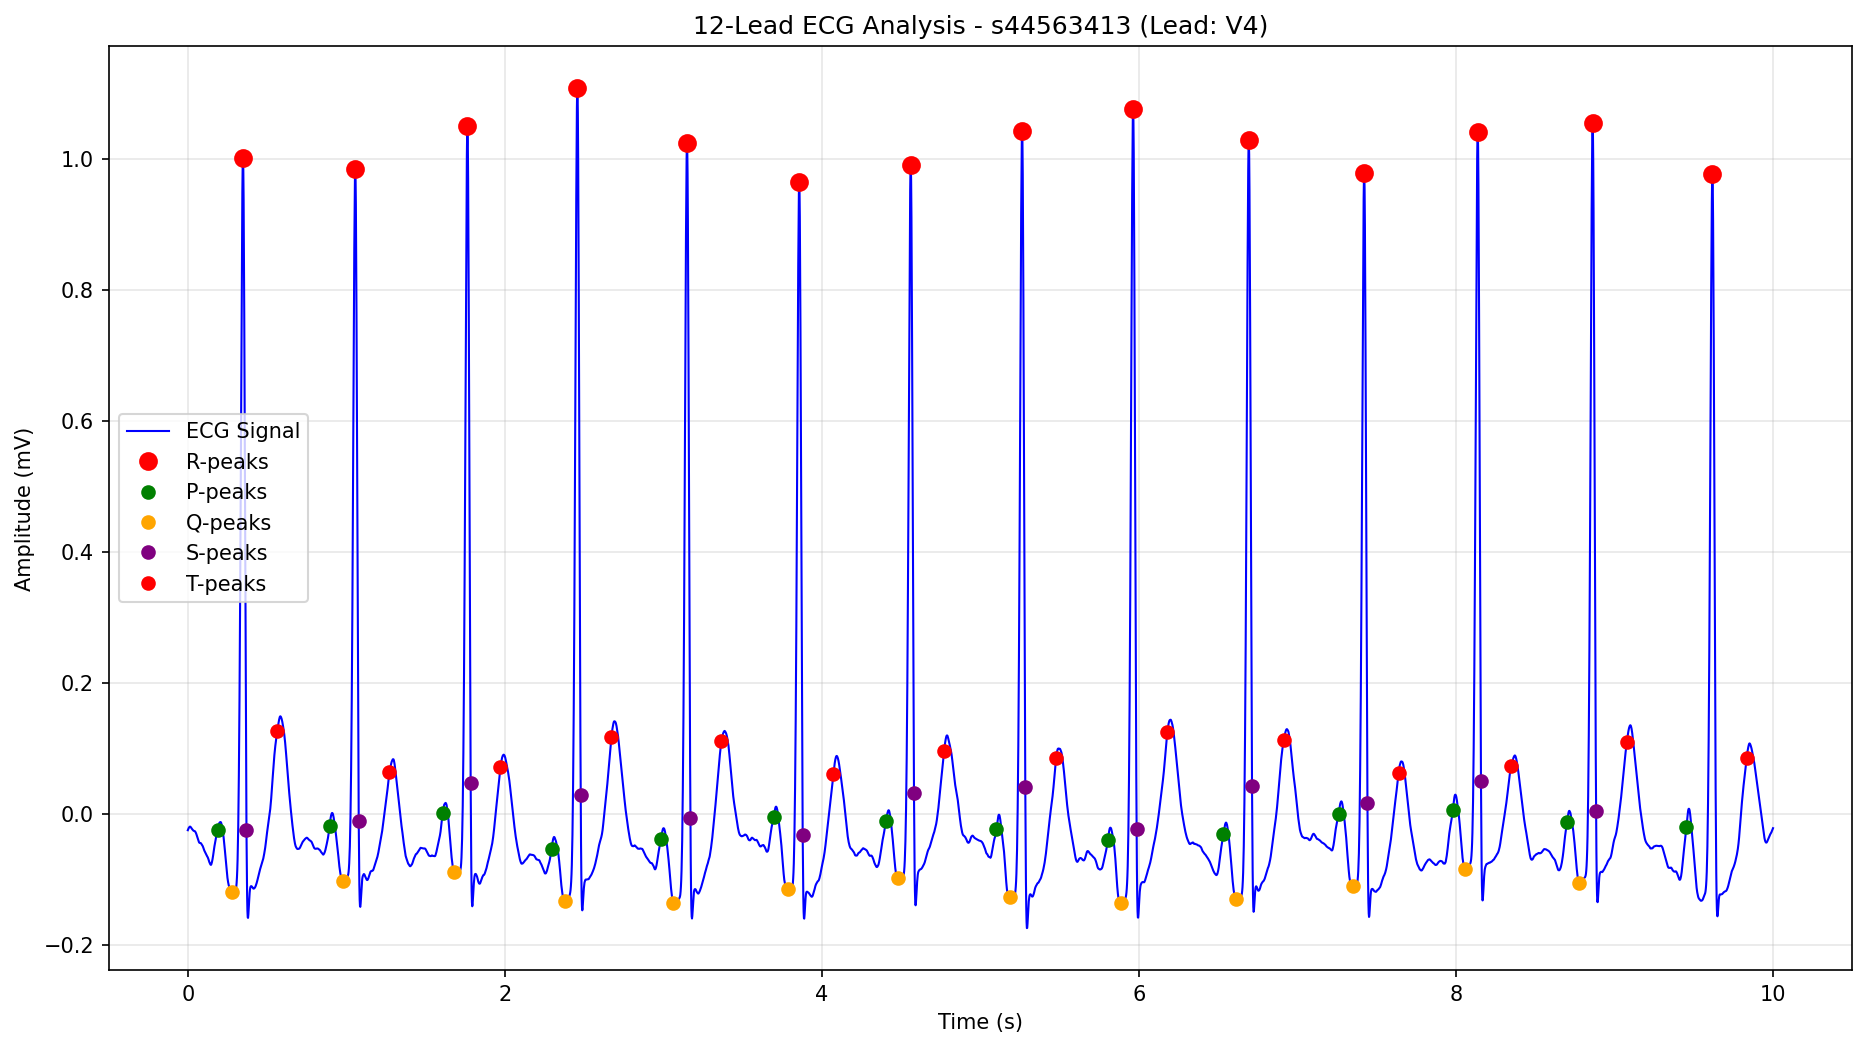 12-Lead ECG Analysis - s44563413 (Lead: V4)
Amplitude (mV)
1.0
0.8
0.6
0.4
0.2
0.0
−0.2
ECG Signal
R-peaks
P-peaks
Q-peaks
S-peaks
T-peaks
0 2 4 6 8 10
Time (s)